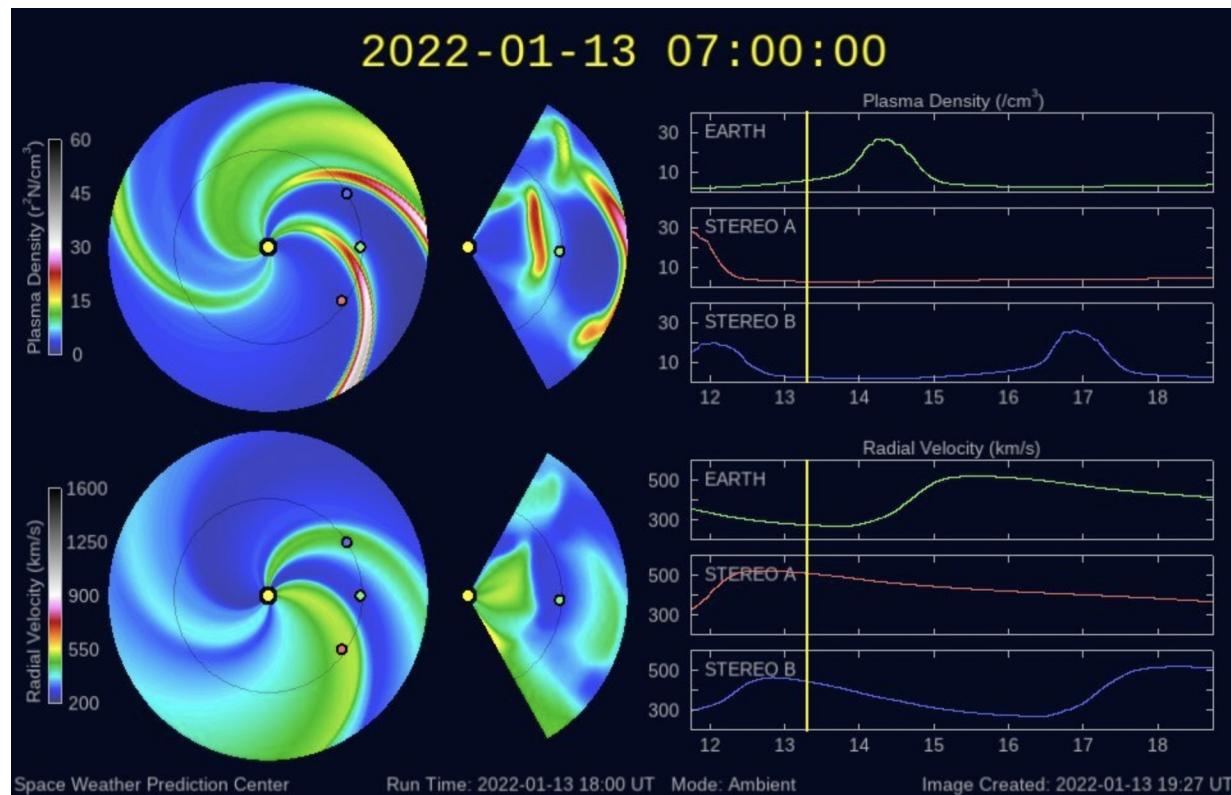 2022-01-13 07:00:00
Plasma Density (r²N/cm³)
60
45
30
15
0
Plasma Density (/cm³)
EARTH
30
10
STEREO A
30
10
STEREO B
30
10
12 13 14 15 16 17 18
Radial Velocity (km/s)
1600
1250
900
550
200
Radial Velocity (km/s)
EARTH
500
300
STEREO A
500
300
STEREO B
500
300
12 13 14 15 16 17 18
Space Weather Prediction Center Run Time: 2022-01-13 18:00 UT Mode: Ambient Image Created: 2022-01-13 19:27 UT